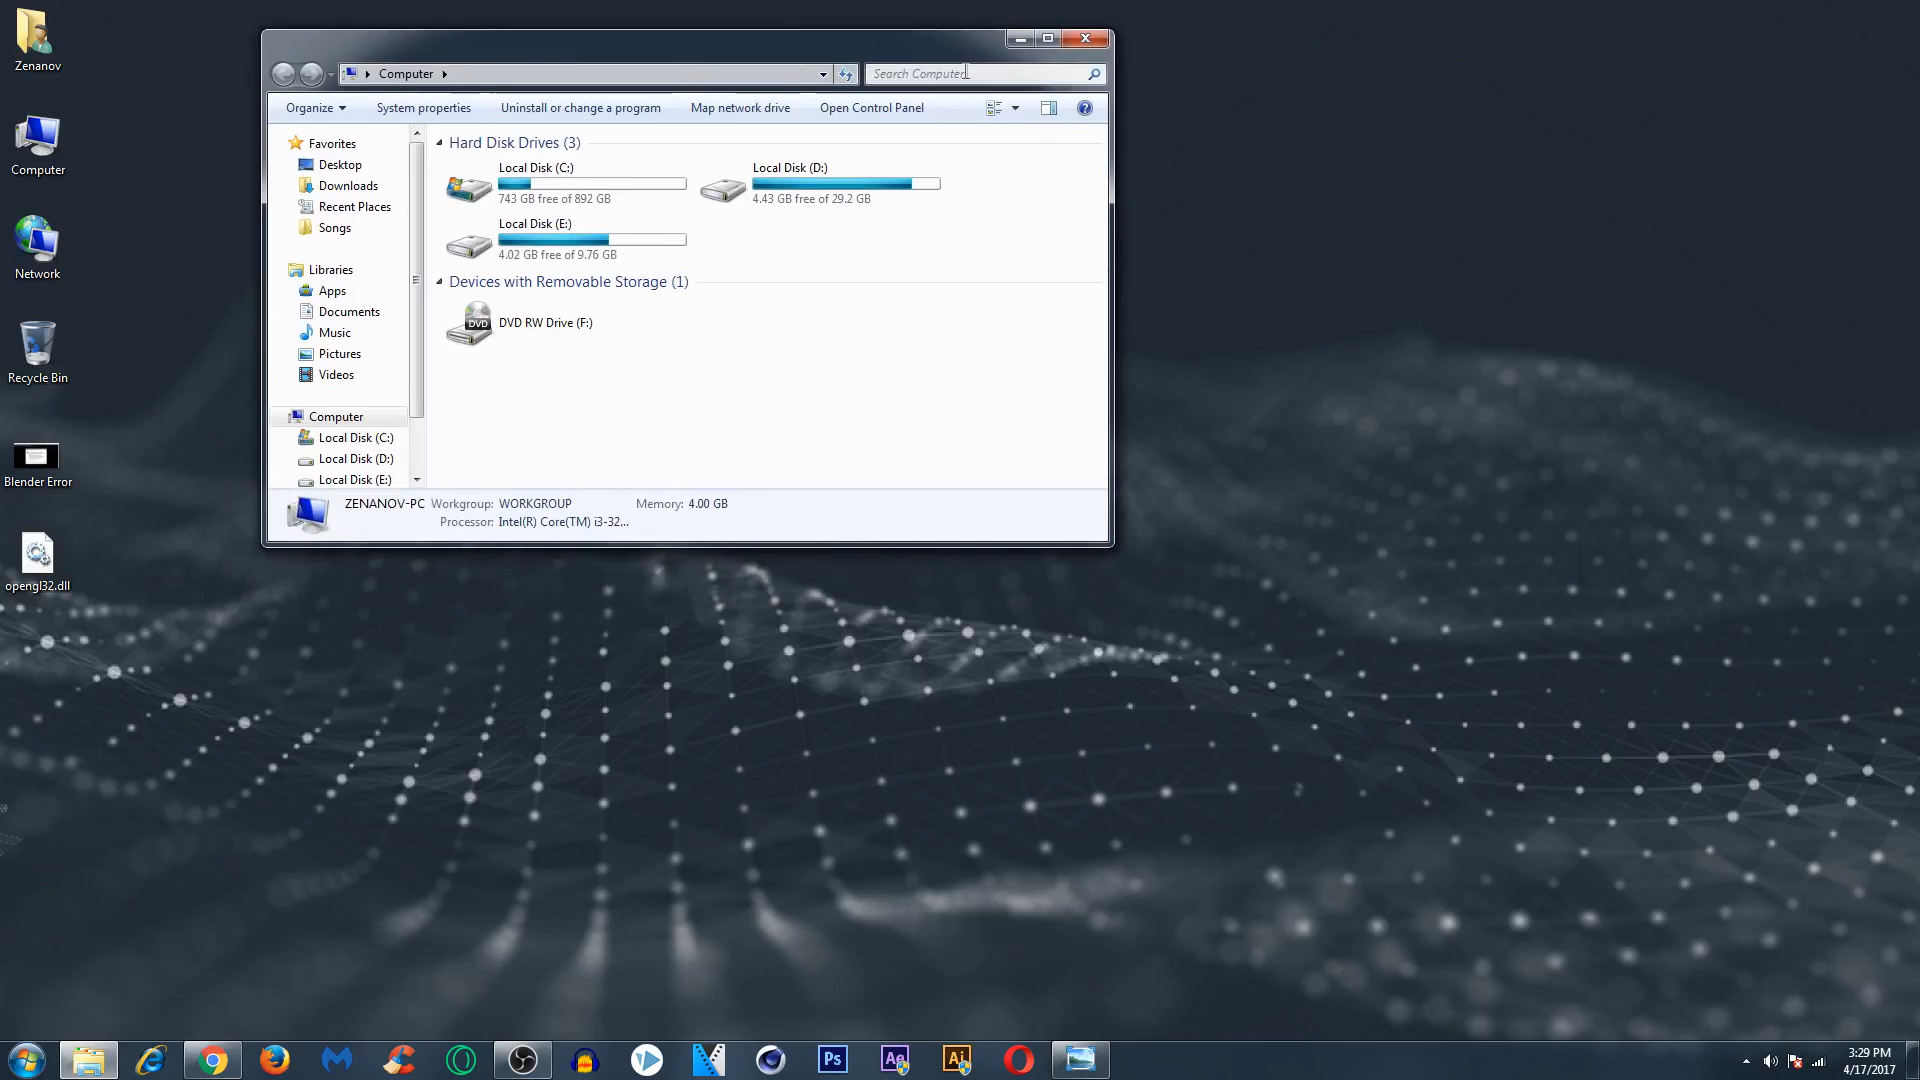 Zenanov
Computer
Network
Recycle Bin
Blender Error
opengl32.dll
Computer
Search Computer
Organize
System properties
Uninstall or change a program
Map network drive
Open Control Panel
Favorites
Desktop
Downloads
Recent Places
Songs
Libraries
Apps
Documents
Music
Pictures
Videos
Computer
Local Disk (C:)
Local Disk (D:)
Local Disk (E:)
Hard Disk Drives (3)
Local Disk (C:)
743 GB free of 892 GB
Local Disk (D:)
4.43 GB free of 29.2 GB
Local Disk (E:)
4.02 GB free of 9.76 GB
Devices with Removable Storage (1)
DVD
DVD RW Drive (F:)
ZENANOV-PC Workgroup: WORKGROUP Memory: 4.00 GB
Processor: Intel(R) Core(TM) i3-32...
Ps
Ae
Ai
3:29 PM
4/17/2017